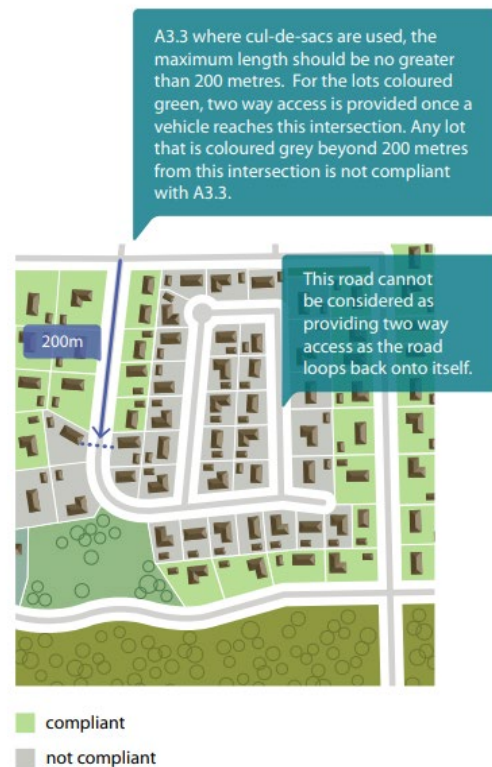 A3.3 where cul-de-sacs are used, the
maximum length should be no greater
than 200 metres. For the lots coloured
green, two way access is provided once a
vehicle reaches this intersection. Any lot
that is coloured grey beyond 200 metres
from this intersection is not compliant
with A3.3.
This road cannot
be considered as
providing two way
access as the road
loops back onto itself.
200m
compliant
not compliant